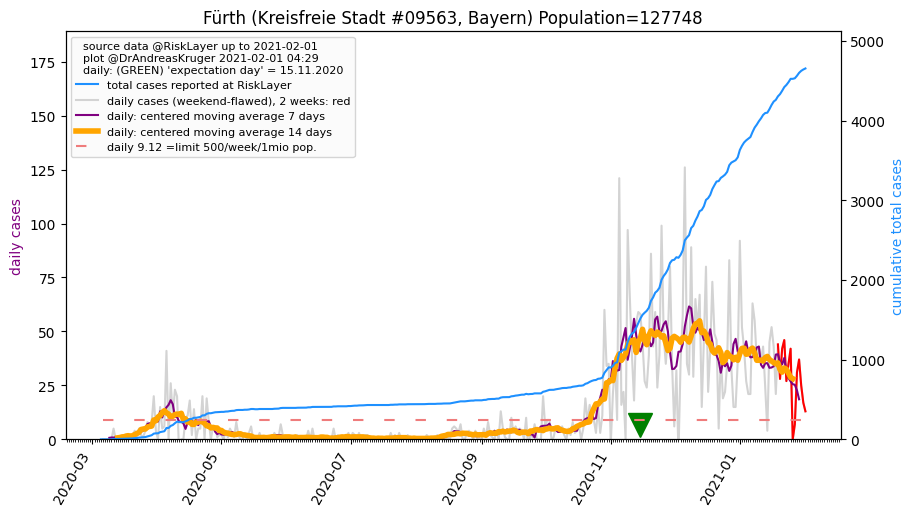 Fürth (Kreisfreie Stadt #09563, Bayern) Population=127748
source data @RiskLayer up to 2021-02-01
plot @DrAndreasKruger 2021-02-01 04:29
daily: (GREEN) 'expectation day' = 15.11.2020
total cases reported at RiskLayer
daily cases (weekend-flawed), 2 weeks: red
daily: centered moving average 7 days
daily: centered moving average 14 days
daily 9.12 =limit 500/week/1mio pop.
daily cases
175
150
125
100
75
50
25
0
cumulative total cases
5000
4000
3000
2000
1000
0
2020-03
2020-05
2020-07
2020-09
2020-11
2021-01